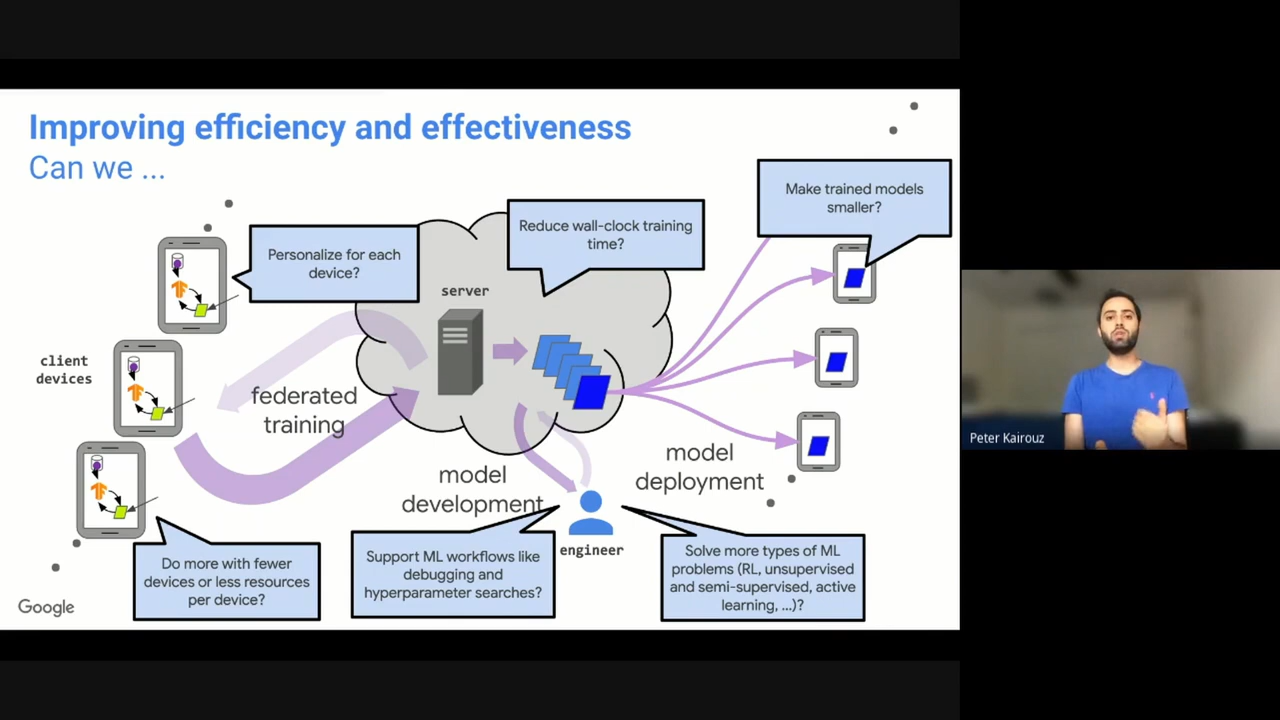 Improving efficiency and effectiveness
Can we ...
Make trained models
smaller?
Reduce wall-clock training
time?
Personalize for each
device?
server
client
devices
federated
training
model
development
model
deployment
engineer
Do more with fewer
devices or less resources
per device?
Support ML workflows like
debugging and
hyperparameter searches?
Solve more types of ML
problems (RL, unsupervised
and semi-supervised, active
learning, ...)?
Google
Peter Kairouz